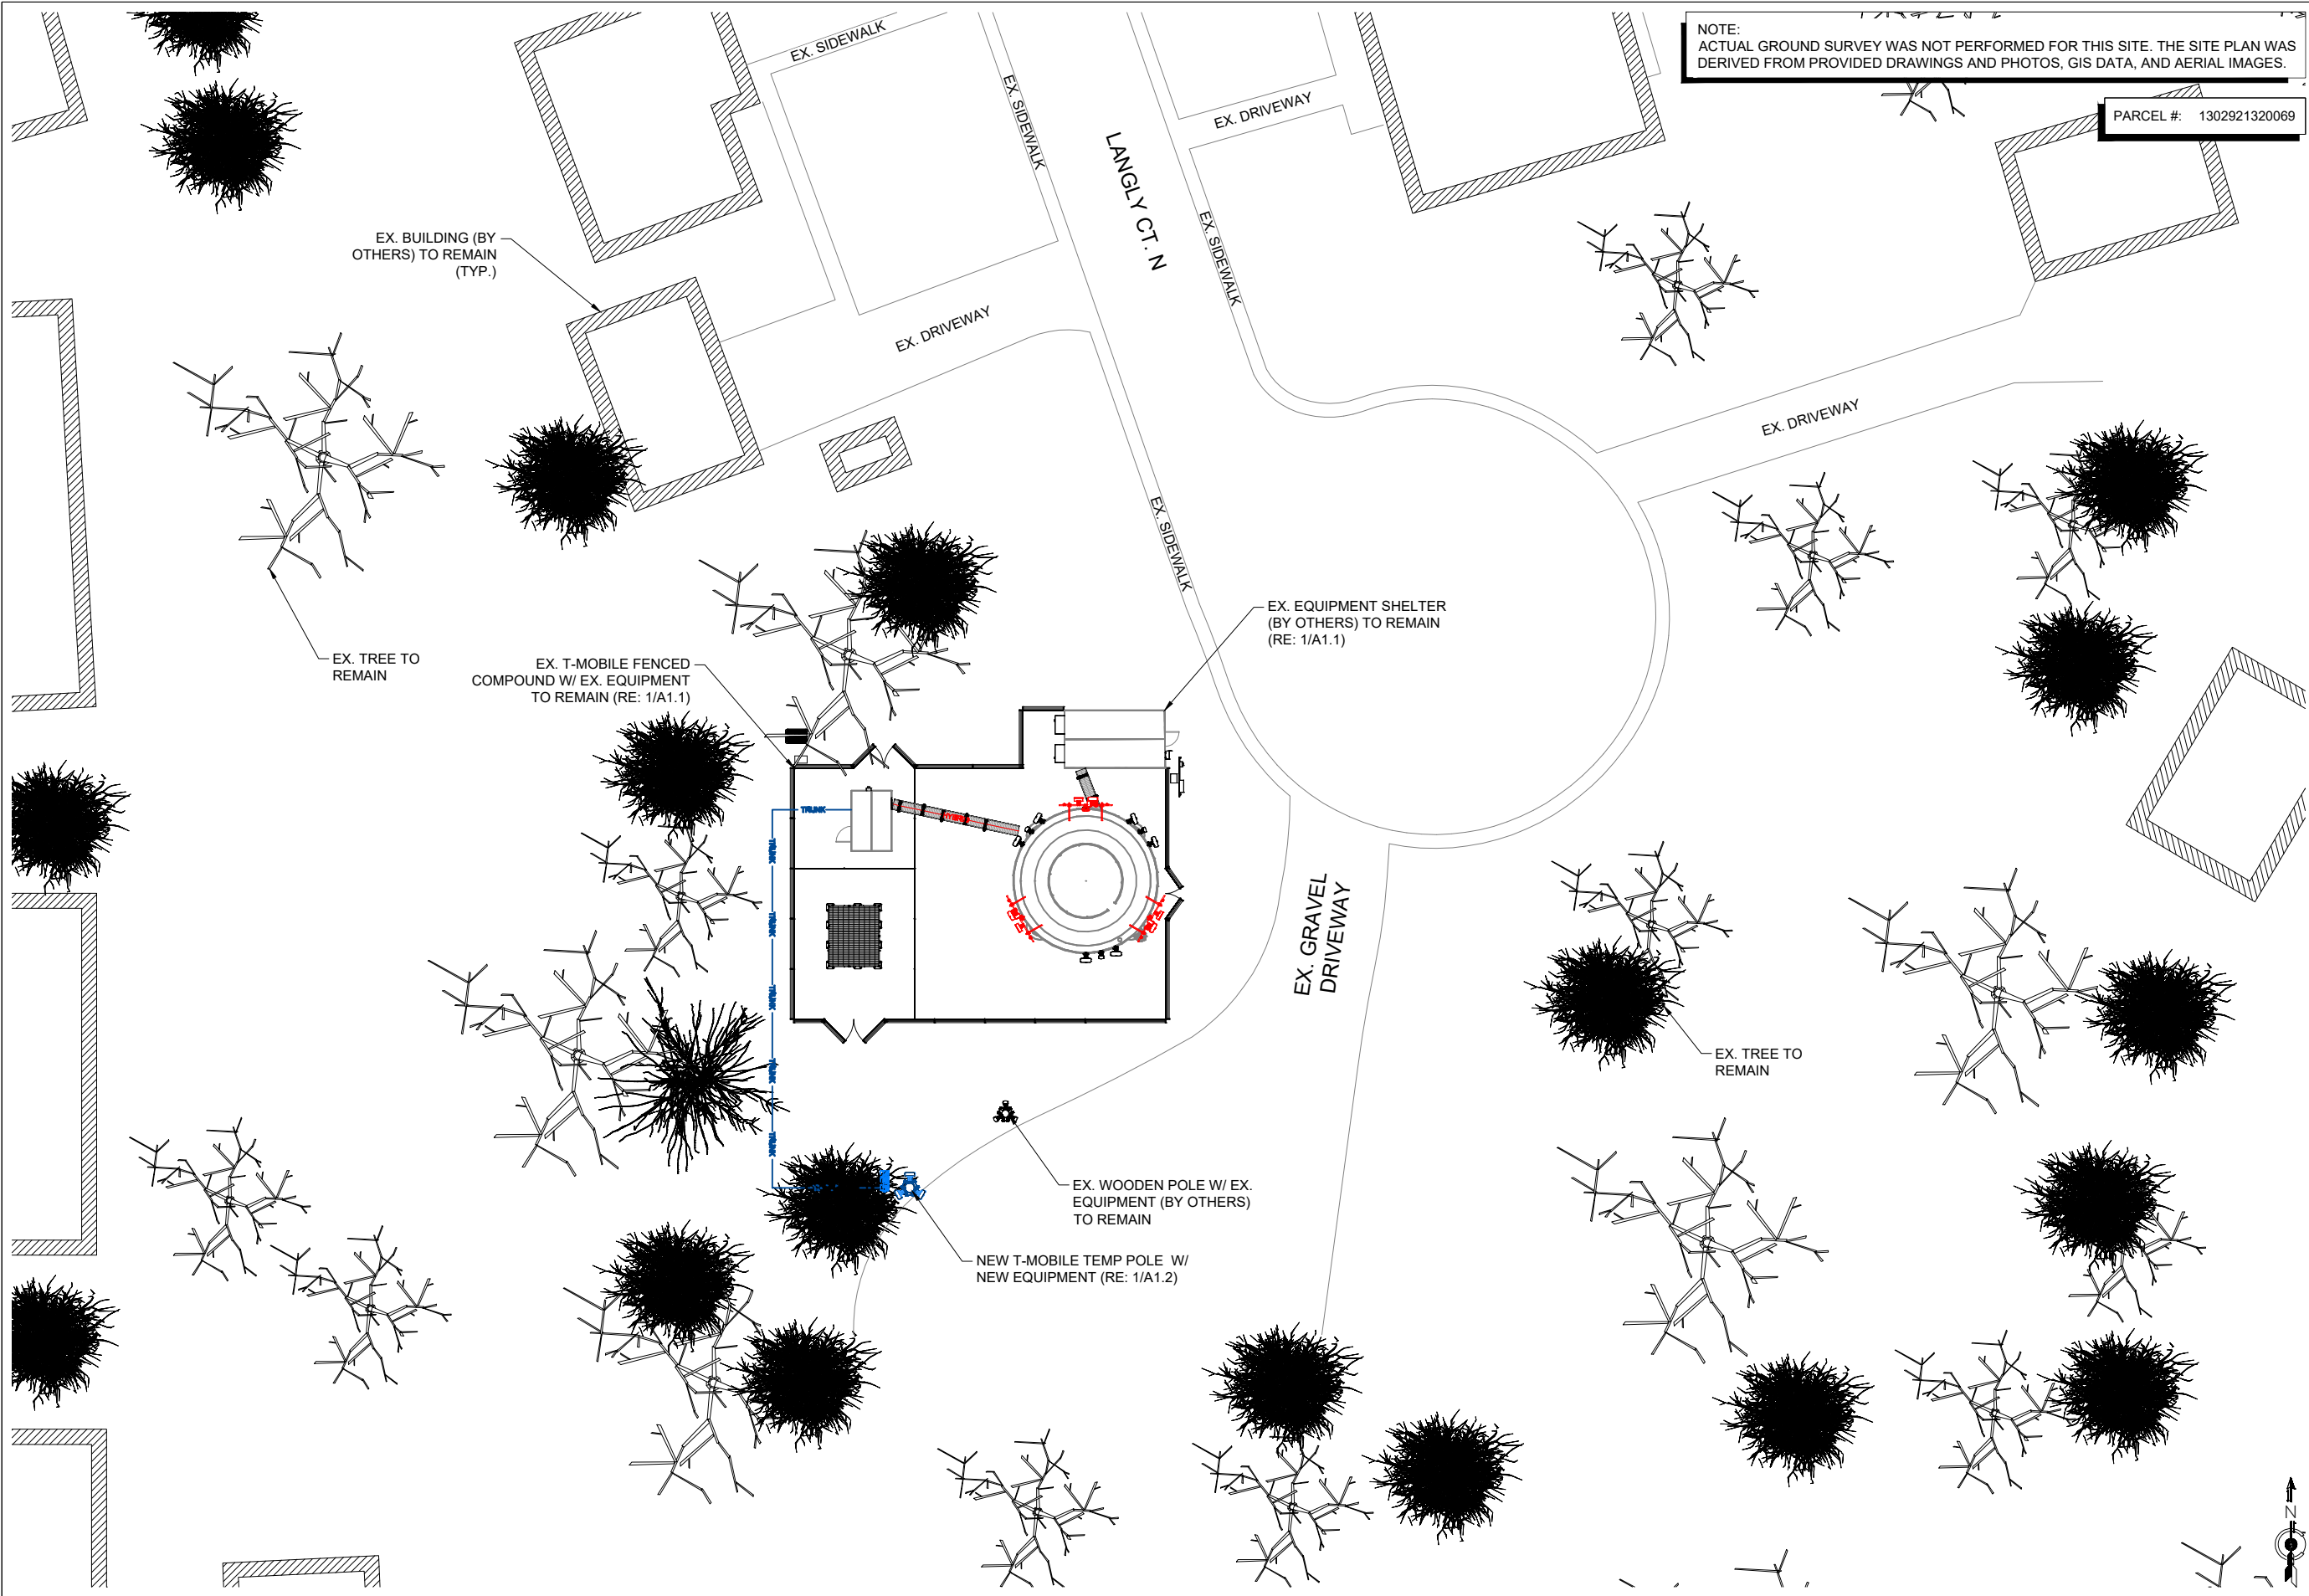 NOTE:
ACTUAL GROUND SURVEY WAS NOT PERFORMED FOR THIS SITE. THE SITE PLAN WAS
DERIVED FROM PROVIDED DRAWINGS AND PHOTOS, GIS DATA, AND AERIAL IMAGES.
PARCEL #: 1302921320069
EX. SIDEWALK
EX. SIDEWALK
LANGLY CT. N
EX. DRIVEWAY
EX. SIDEWALK
EX. BUILDING (BY
OTHERS) TO REMAIN
(TYP.)
EX. DRIVEWAY
EX. DRIVEWAY
EX. SIDEWALK
EX. EQUIPMENT SHELTER
(BY OTHERS) TO REMAIN
(RE: 1/A1.1)
EX. TREE TO
REMAIN
EX. T-MOBILE FENCED
COMPOUND W/ EX. EQUIPMENT
TO REMAIN (RE: 1/A1.1)
TRUNK
TRUNK
TRUNK
TRUNK
TRUNK
TRUNK
EX. GRAVEL
DRIVEWAY
EX. TREE TO
REMAIN
EX. WOODEN POLE W/ EX.
EQUIPMENT (BY OTHERS)
TO REMAIN
NEW T-MOBILE TEMP POLE W/
NEW EQUIPMENT (RE: 1/A1.2)
N